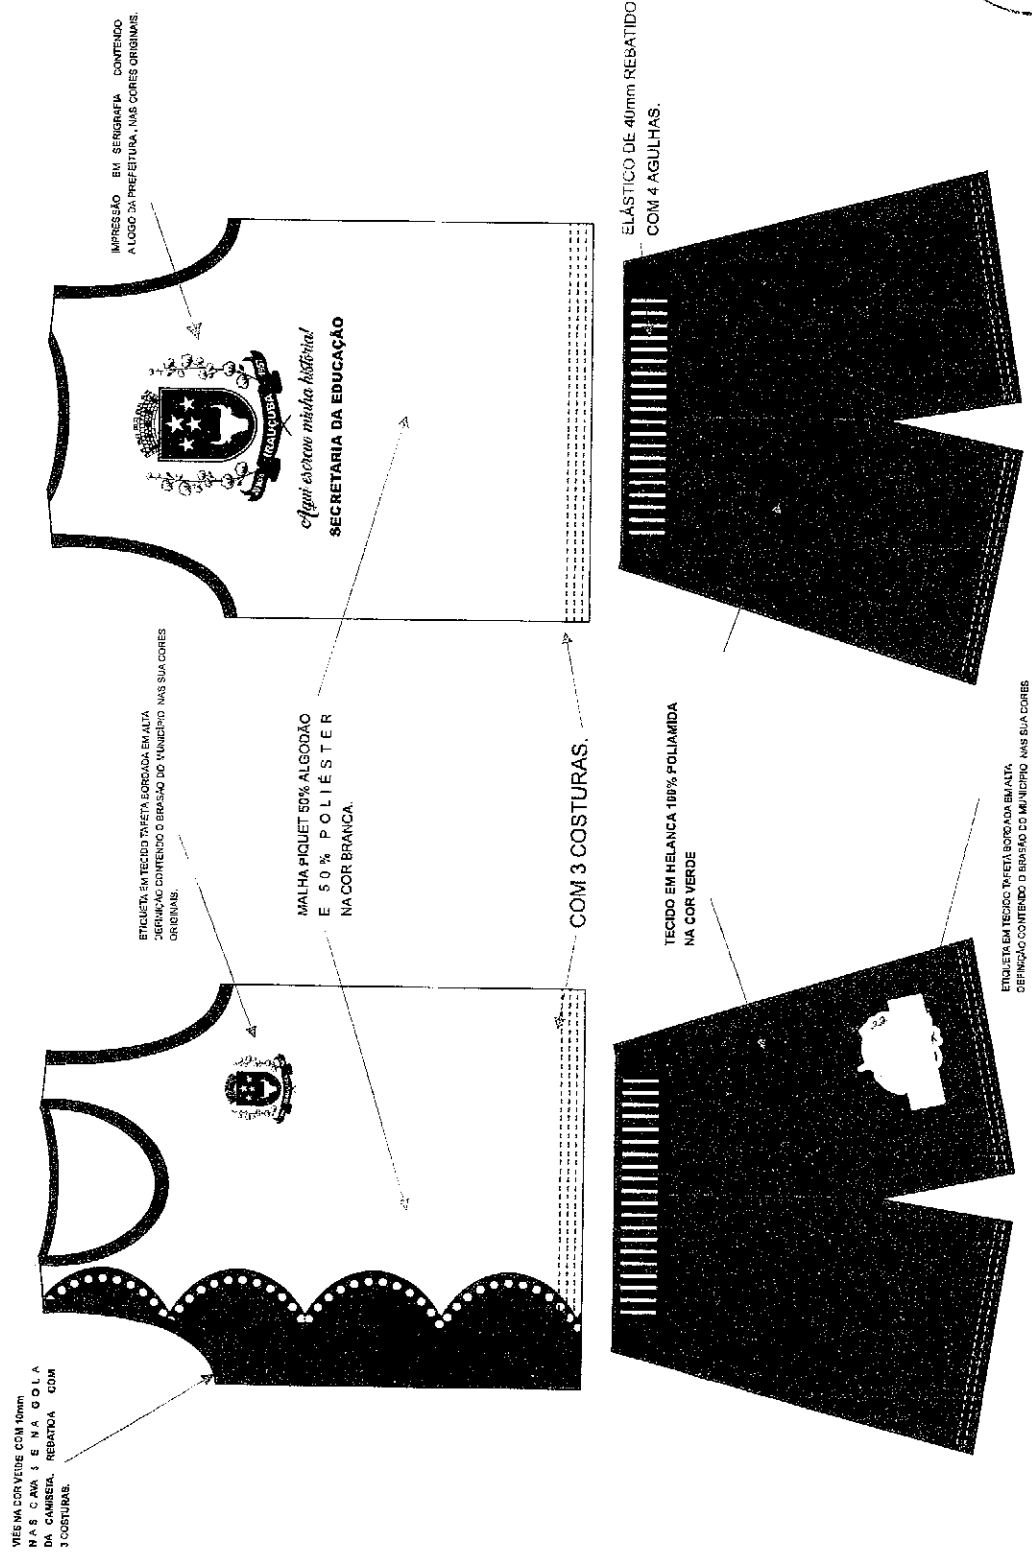 VIÉS NA COR VERDE COM 10mm
NAS CAVAS E NA GOLA
DA CAMISETA, REBATIDA COM
3 COSTURAS.
ETIQUETA EM TECIDO TAFETA BORDADA EM ALTA
DEFINIÇÃO CONTENDO O BRASÃO DO MUNICÍPIO NAS SUA CORES
ORIGINAIS.
IMPRESSÃO EM SERIGRAFIA CONTENDO
A LOGO DA PREFEITURA, NAS CORES ORIGINAIS.
IRAUÇUBA
Aqui escrevo minha história!
SECRETARIA DA EDUCAÇÃO
MALHA PIQUET 50% ALGODÃO
E 50% POLIÉSTER
NA COR BRANCA.
COM 3 COSTURAS.
ELÁSTICO DE 40mm REBATIDO
COM 4 AGULHAS.
TECIDO EM HELANCA 100% POLIAMIDA
NA COR VERDE
ETIQUETA EM TECIDO TAFETA BORDADA EM ALTA
DEFINIÇÃO CONTENDO O BRASÃO DO MUNICÍPIO NAS SUA CORES